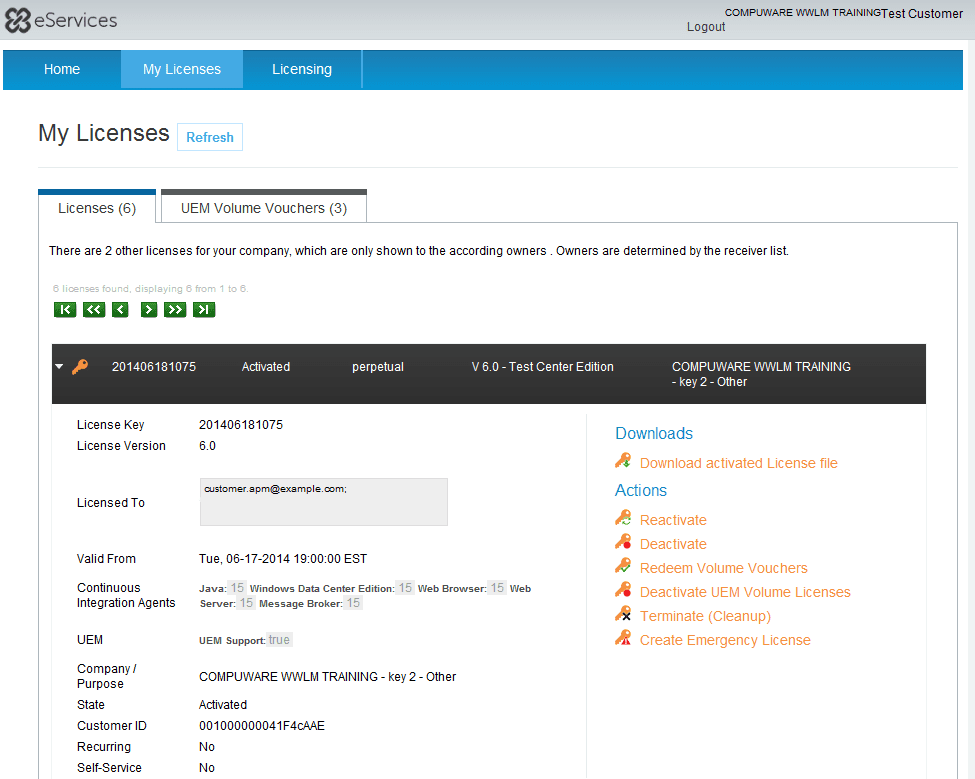 eServices
COMPUWARE WWLM TRAININGTest Customer
Logout
Home My Licenses Licensing
My Licenses Refresh
Licenses (6) UEM Volume Vouchers (3)
There are 2 other licenses for your company, which are only shown to the according owners . Owners are determined by the receiver list.
6 licenses found, displaying 6 from 1 to 6.
201406181075 Activated perpetual V 6.0 - Test Center Edition COMPUWARE WWLM TRAINING
- key 2 - Other
License Key 201406181075
License Version 6.0
Licensed To customer.apm@example.com;
Valid From Tue, 06-17-2014 19:00:00 EST
Continuous
Integration Agents
Java: 15 Windows Data Center Edition: 15 Web Browser: 15 Web
Server: 15 Message Broker: 15
UEM UEM Support: true
Company /
Purpose
COMPUWARE WWLM TRAINING - key 2 - Other
State Activated
Customer ID 001000000041F4cAAE
Recurring No
Self-Service No
Downloads
Download activated License file
Actions
Reactivate
Deactivate
Redeem Volume Vouchers
Deactivate UEM Volume Licenses
Terminate (Cleanup)
Create Emergency License